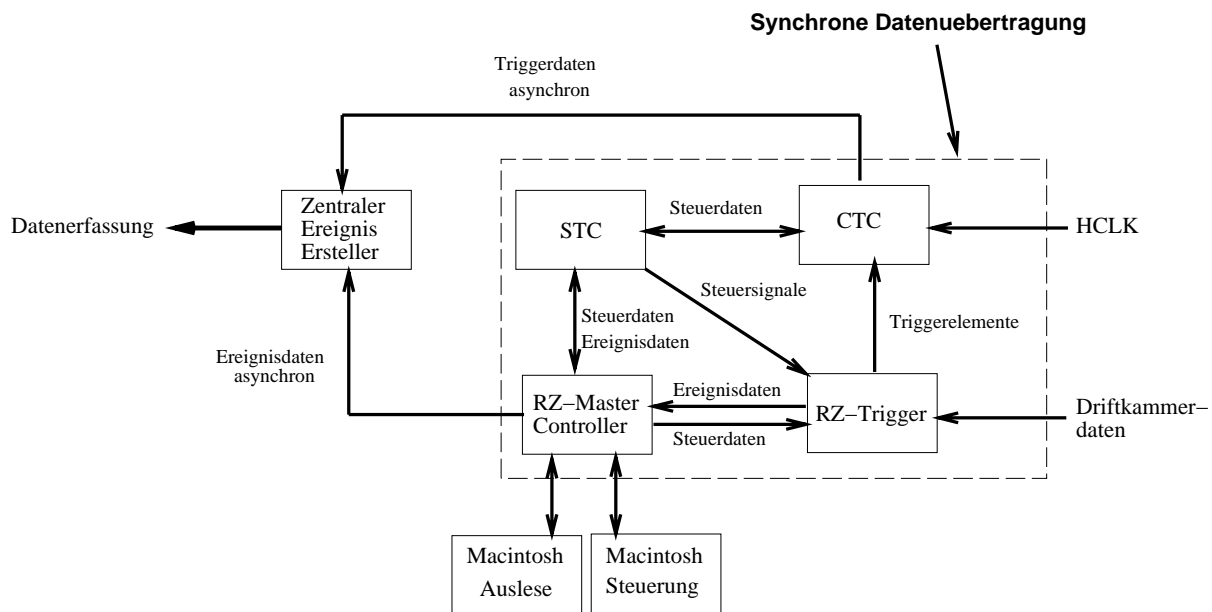 Synchrone Datenuebertragung
Triggerdaten
asynchron
Zentraler
Ereignis
Ersteller
Datenerfassung
STC
Steuerdaten
CTC
HCLK
Steuersignale
Steuerdaten
Ereignisdaten
Triggerelemente
Ereignisdaten
asynchron
RZ–Master
Controller
Ereignisdaten
Steuerdaten
RZ–Trigger
Driftkammer–
daten
Macintosh
Auslese
Macintosh
Steuerung